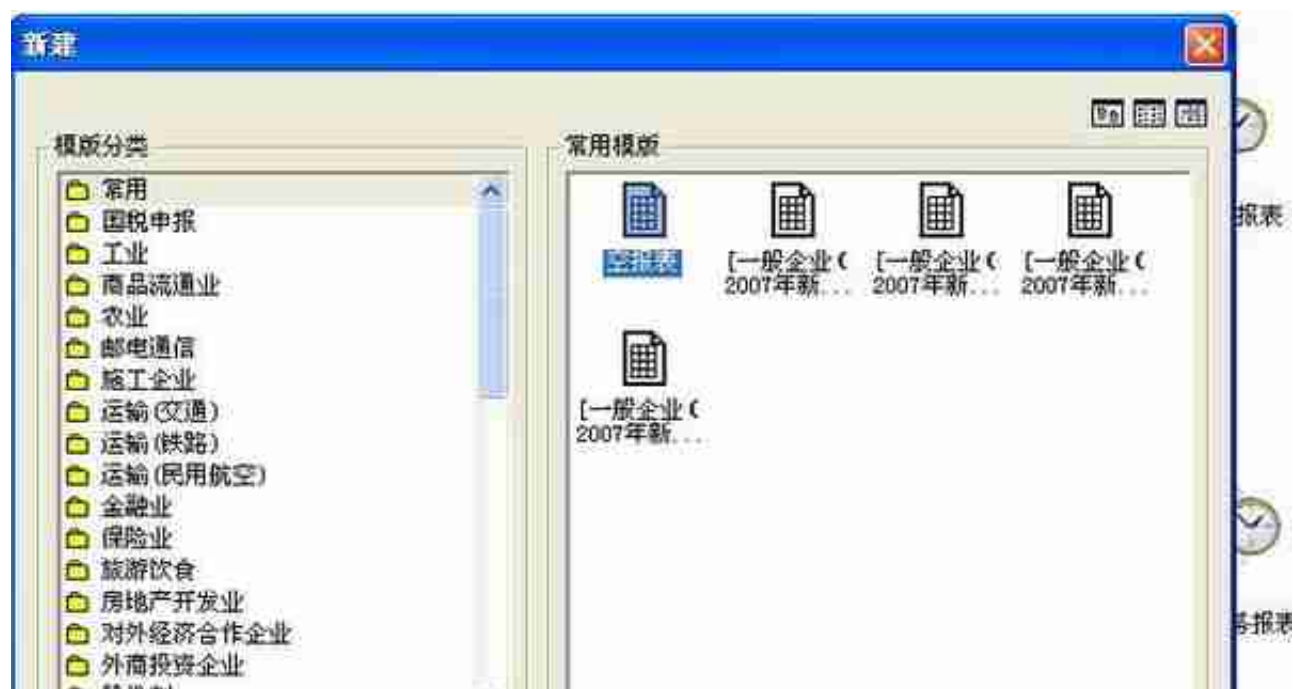 新建
模版分类
常用
国税申报
工业
商品流通业
农业
邮电通信
施工企业
运输(交通)
运输(铁路)
运输(民用航空)
金融业
保险业
旅游饮食
房地产开发业
对外经济合作企业
外商投资企业
常用模版
空报表
[一般企业(
2007年新...
[一般企业(
2007年新...
[一般企业(
2007年新...
[一般企业(
2007年新...
报表
务报表